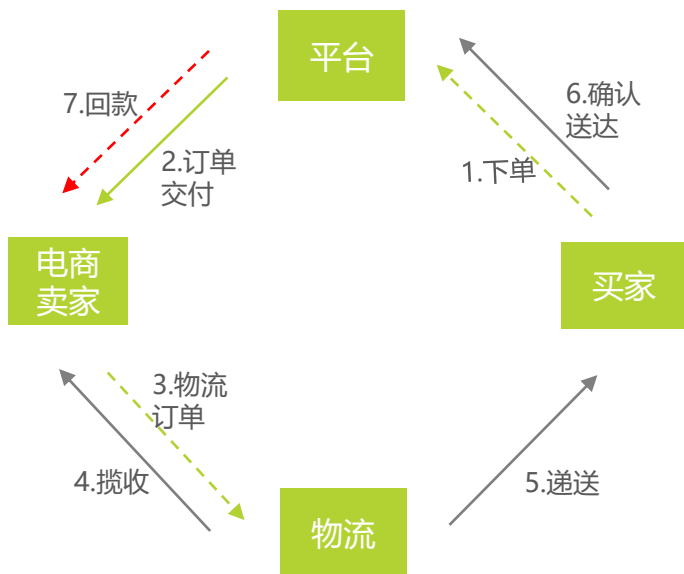 平台
7.回款
6.确认
送达
2.订单
交付
1.下单
电商
卖家
买家
3.物流
订单
4.揽收
5.递送
物流